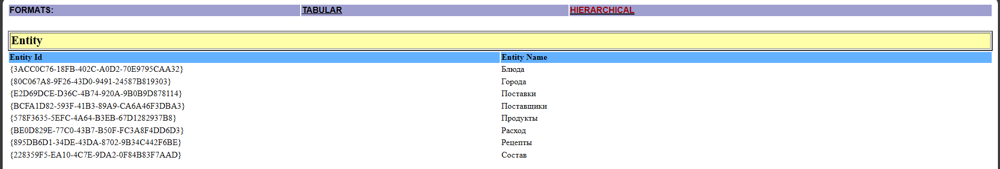 FORMATS: TABULAR HIERARCHICAL
Entity
Entity Id Entity Name
{3ACC0C76-18FB-402C-A0D2-70E9795CAA32} Блюда
{80C067A8-9F26-43D0-9491-24587B819303} Города
{E2D69DCE-D36C-4B74-920A-9B0B9D878114} Поставки
{BCFA1D82-593F-41B3-89A9-CA6A46F3DBA3} Поставщики
{578F3635-5EFC-4A64-B3EB-67D1282937B8} Продукты
{BE0D829E-77C0-43B7-B50F-FC3A8F4DD6D3} Расход
{895DB6D1-34DE-43DA-8702-9B34C442F6BE} Рецепты
{228359F5-EA10-4C7E-9DA2-0F84B83F7AAD} Состав